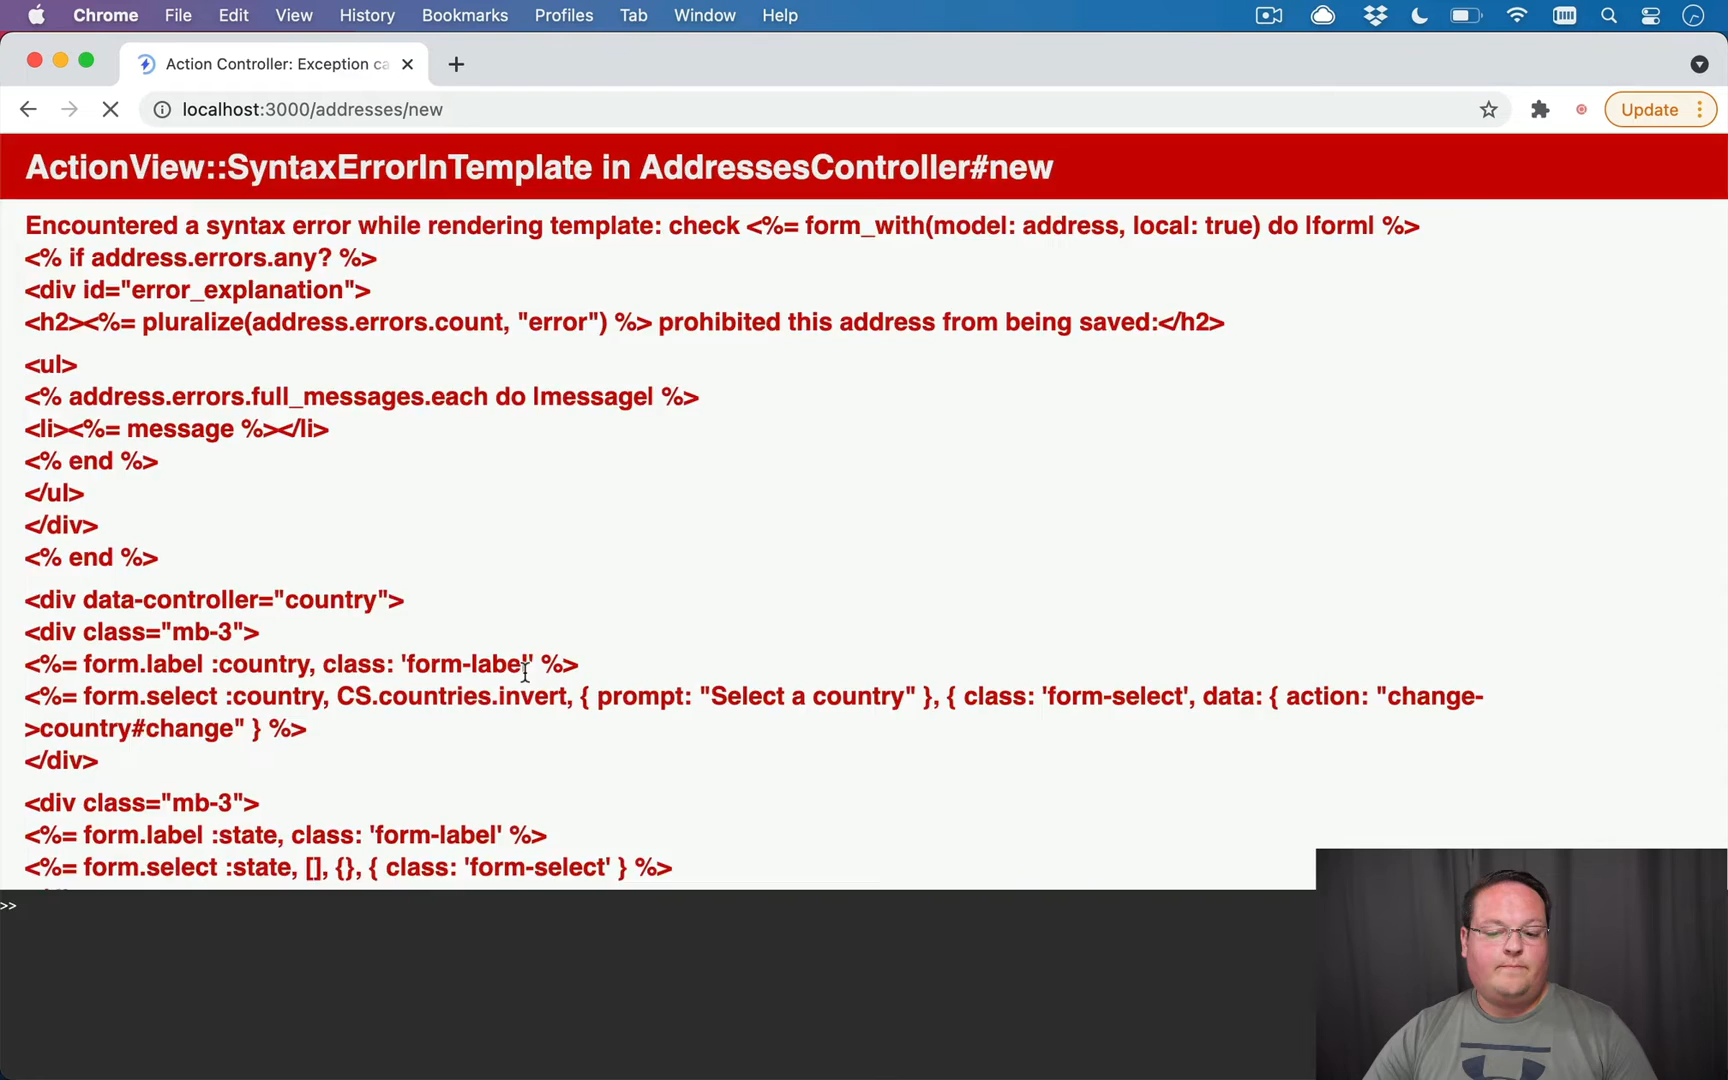 Chrome File Edit View History Bookmarks Profiles Tab Window Help
Action Controller: Exception ca
localhost:3000/addresses/new
Update
ActionView::SyntaxErrorInTemplate in AddressesController#new
Encountered a syntax error while rendering template: check <%= form_with(model: address, local: true) do |form| %>
<% if address.errors.any? %>
<div id="error_explanation">
<h2><%= pluralize(address.errors.count, "error") %> prohibited this address from being saved:</h2>
<ul>
<% address.errors.full_messages.each do |message| %>
<li><%= message %></li>
<% end %>
</ul>
</div>
<% end %>
<div data-controller="country">
<div class="mb-3">
<%= form.label :country, class: 'form-label' %>
<%= form.select :country, CS.countries.invert, { prompt: "Select a country" }, { class: 'form-select', data: { action: "change-
>country#change" } %>
</div>
<div class="mb-3">
<%= form.label :state, class: 'form-label' %>
<%= form.select :state, [], {}, { class: 'form-select' } %>
>>